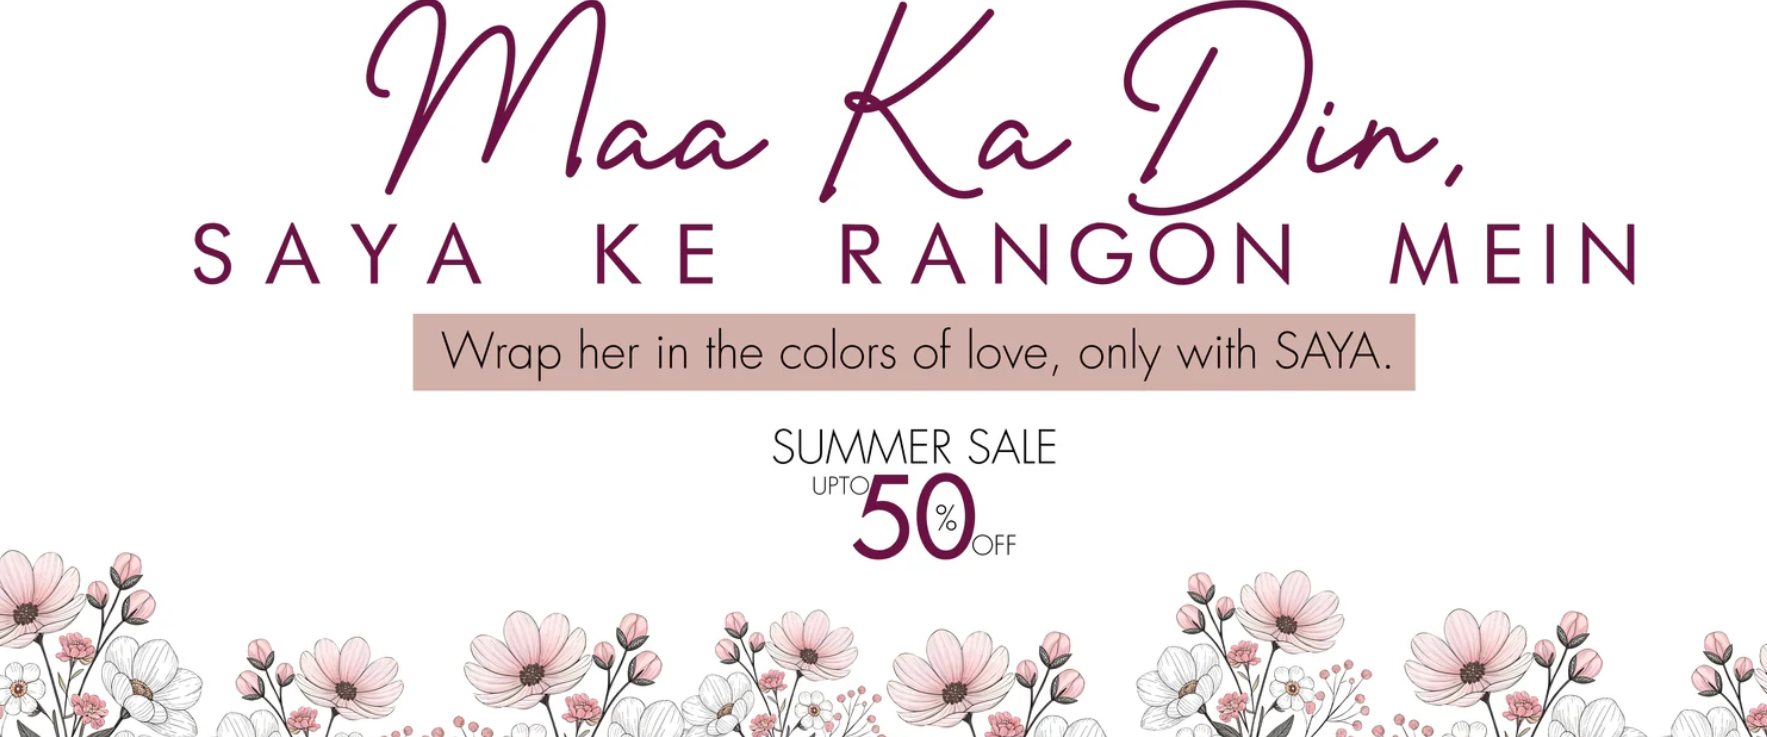 Maa Ka Din,
SAYA KE RANGON MEIN
Wrap her in the colors of love, only with SAYA.
SUMMER SALE
UPTO 50% OFF